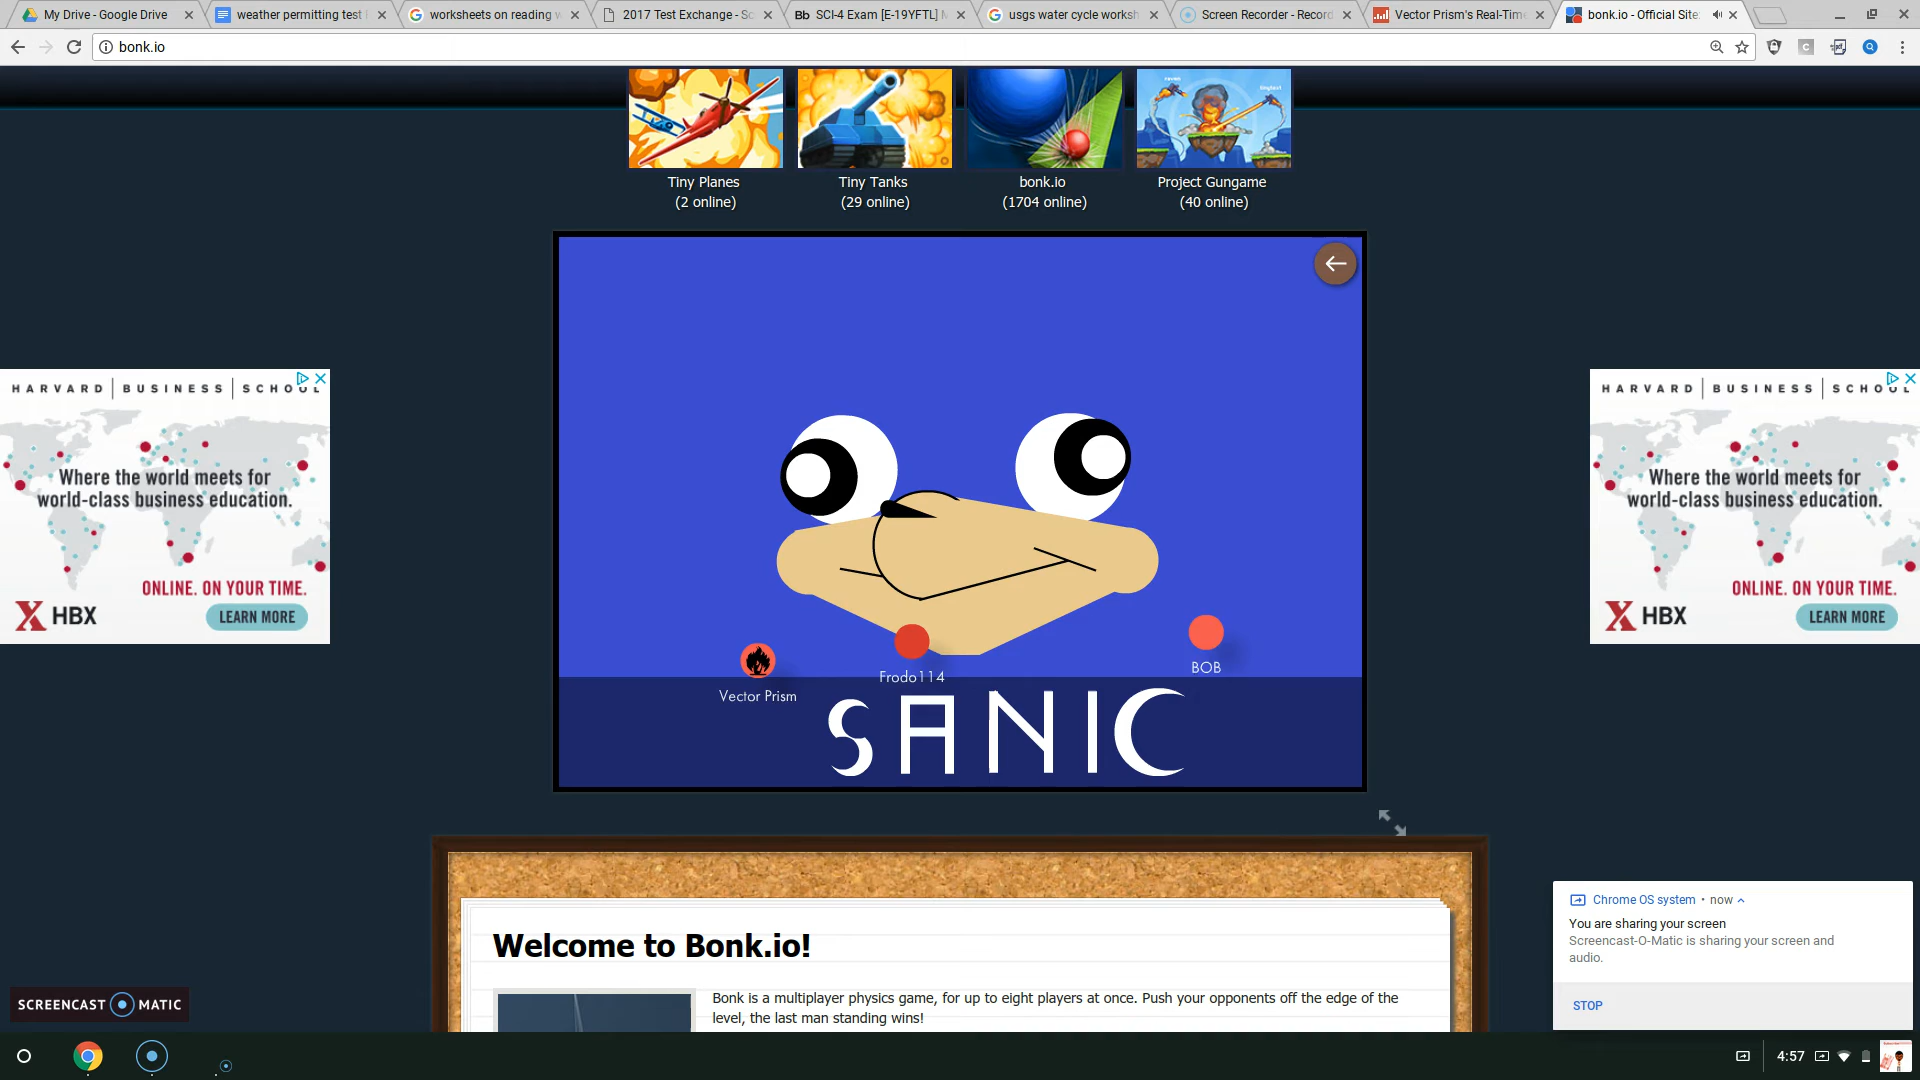 My Drive - Google Drive
weather permitting test
worksheets on reading w
2017 Test Exchange - Sc
Bb SCI-4 Exam [E-19YFTL] M
usgs water cycle worksh
Screen Recorder - Record
Vector Prism's Real-Time
bonk.io - Official Site:
bonk.io
Tiny Planes
(2 online)
Tiny Tanks
(29 online)
bonk.io
(1704 online)
Project Gungame
(40 online)
HARVARD | BUSINESS | SCHOOL
Where the world meets for
world-class business education.
ONLINE. ON YOUR TIME.
HBX
LEARN MORE
HARVARD | BUSINESS | SCHOOL
Where the world meets for
world-class business education.
ONLINE. ON YOUR TIME.
HBX
LEARN MORE
Vector Prism
Frodo114
BOB
SANIC
Welcome to Bonk.io!
Bonk is a multiplayer physics game, for up to eight players at once. Push your opponents off the edge of the
level, the last man standing wins!
Chrome OS system • now
You are sharing your screen
Screencast-O-Matic is sharing your screen and
audio.
STOP
SCREENCAST MATIC
4:57